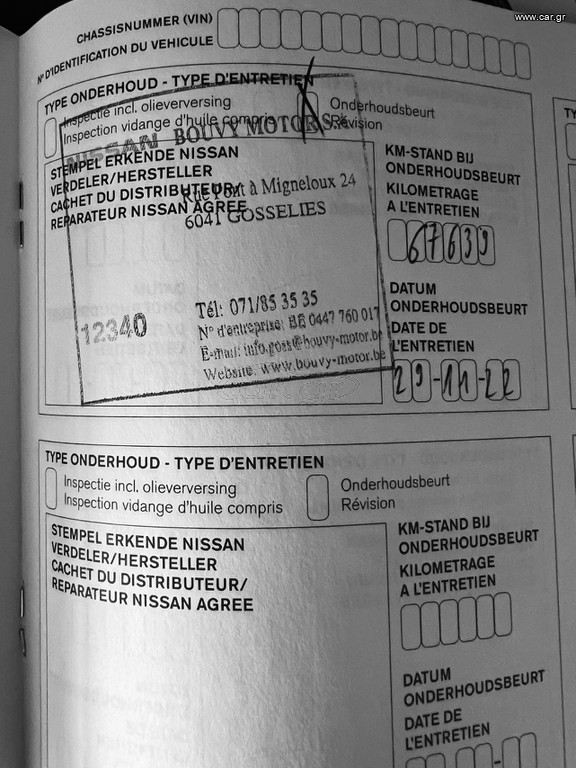 www.car.gr
CHASSISNUMMER (VIN)
N° D'IDENTIFICATION DU VEHICULE
TYPE ONDERHOUD - TYPE D'ENTRETIEN
Inspectie incl. olieverversing
Inspection vidange d'huile compris
Onderhoudsbeurt
Révision
NISSAN BOUVY MOTORS
STEMPEL ERKENDE NISSAN
VERDELER/HERSTELLER
CACHET DU DISTRIBUTEUR/
REPARATEUR NISSAN AGREE
Rue Pont à Migneloux 24
6041 GOSSELIES
12340
Tél: 071/85 35 35
N° d'entreprise: BE 0447 760 017
E-mail: info.goss@bouvy-motor.be
Website: www.bouvy-motor.be
KM-STAND BIJ
ONDERHOUDSBEURT
KILOMETRAGE
A L'ENTRETIEN
67639
DATUM
ONDERHOUDSBEURT
DATE DE
L'ENTRETIEN
29-11-22
TYPE ONDERHOUD - TYPE D'ENTRETIEN
Inspectie incl. olieverversing
Inspection vidange d'huile compris
Onderhoudsbeurt
Révision
STEMPEL ERKENDE NISSAN
VERDELER/HERSTELLER
CACHET DU DISTRIBUTEUR/
REPARATEUR NISSAN AGREE
KM-STAND BIJ
ONDERHOUDSBEURT
KILOMETRAGE
A L'ENTRETIEN
DATUM
ONDERHOUDSBEURT
DATE DE
L'ENTRETIEN